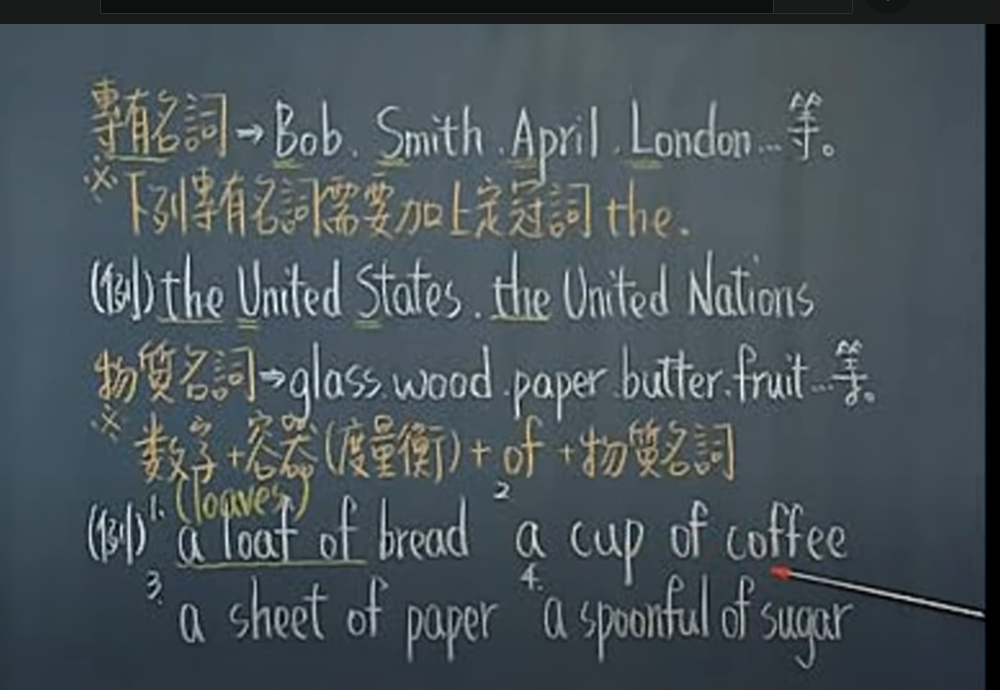 專有名詞→Bob、Smith、April、London…等。
※下列專有名詞需要加上定冠詞 the.
(例) the United States、the United Nations
物質名詞→glass、wood、paper、butter、fruit…等。
※數字+容器(度量衡)+of+物質名詞
(loaves)
(例) 1. a loaf of bread 2 a cup of coffee
3. a sheet of paper 4. a spoonful of sugar